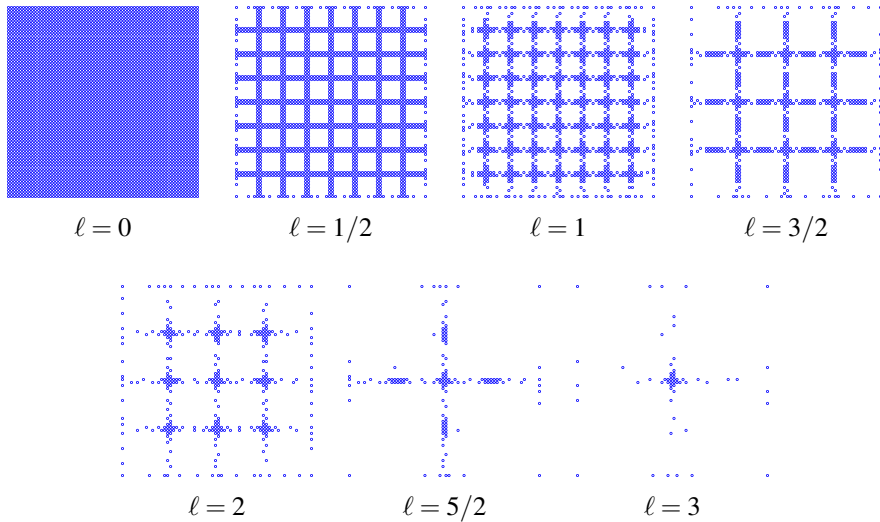 ℓ = 0
ℓ = 1/2
ℓ = 1
ℓ = 3/2
ℓ = 2
ℓ = 5/2
ℓ = 3